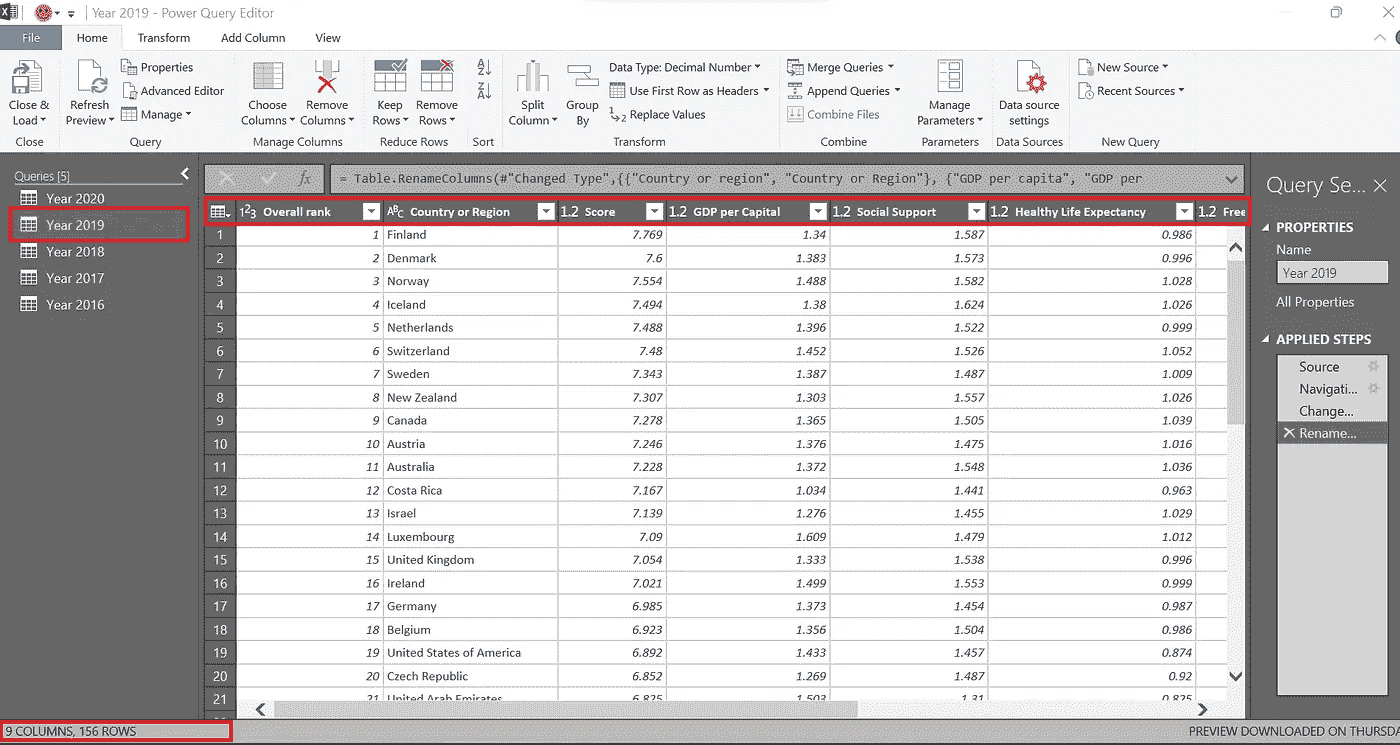 Year 2019 - Power Query Editor
File Home Transform Add Column View
Close & Load
Refresh Preview
Properties
Advanced Editor
Manage
Choose Columns
Remove Columns
Keep Rows
Remove Rows
Split Column
Group By
Data Type: Decimal Number
Use First Row as Headers
Replace Values
Merge Queries
Append Queries
Combine Files
Manage Parameters
Data source settings
New Source
Recent Sources
Close Query Manage Columns Reduce Rows Sort Transform Combine Parameters Data Sources New Query
Queries [5]
Year 2020
Year 2019
Year 2018
Year 2017
Year 2016
fx = Table.RenameColumns(#"Changed Type",{{"Country or region", "Country or Region"}, {"GDP per capita", "GDP per
Overall rank ABC Country or Region 1.2 Score 1.2 GDP per Capital 1.2 Social Support 1.2 Healthy Life Expectancy 1.2 Free
1 1 Finland 7.769 1.34 1.587 0.986
2 2 Denmark 7.6 1.383 1.573 0.996
3 3 Norway 7.554 1.488 1.582 1.028
4 4 Iceland 7.494 1.38 1.624 1.026
5 5 Netherlands 7.488 1.396 1.522 0.999
6 6 Switzerland 7.48 1.452 1.526 1.052
7 7 Sweden 7.343 1.387 1.487 1.009
8 8 New Zealand 7.307 1.303 1.557 1.026
9 9 Canada 7.278 1.365 1.505 1.039
10 10 Austria 7.246 1.376 1.475 1.016
11 11 Australia 7.228 1.372 1.548 1.036
12 12 Costa Rica 7.167 1.034 1.441 0.963
13 13 Israel 7.139 1.276 1.455 1.029
14 14 Luxembourg 7.09 1.609 1.479 1.012
15 15 United Kingdom 7.054 1.333 1.538 0.996
16 16 Ireland 7.021 1.499 1.553 0.999
17 17 Germany 6.985 1.373 1.454 0.987
18 18 Belgium 6.923 1.356 1.504 0.986
19 19 United States of America 6.892 1.433 1.457 0.874
20 20 Czech Republic 6.852 1.269 1.487 0.92
21 21 United Arab Emirates 6.825 1.503 1.31 0.825
Query Se...
PROPERTIES
Name
Year 2019
All Properties
APPLIED STEPS
Source
Navigati...
Change...
Rename...
9 COLUMNS, 156 ROWS
PREVIEW DOWNLOADED ON THURSDA